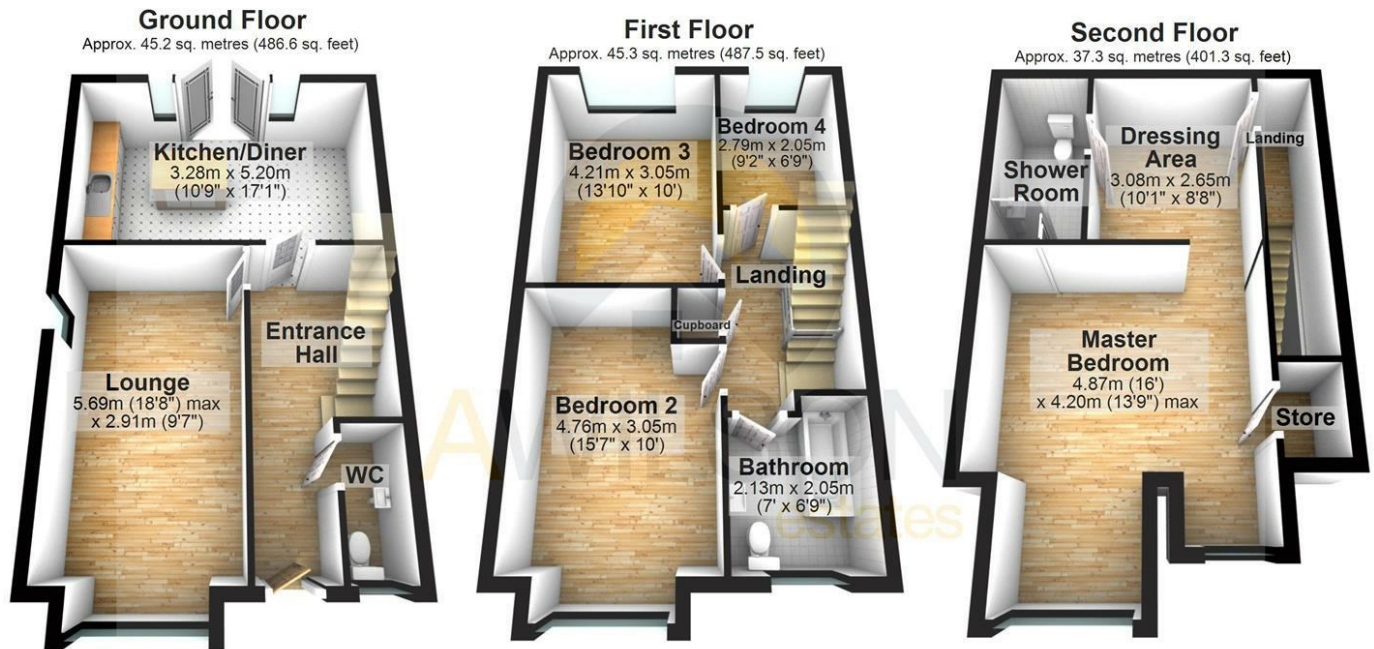 Ground Floor
Approx. 45.2 sq. metres (486.6 sq. feet)
Kitchen/Diner
3.28m x 5.20m
(10'9" x 17'1")
Entrance
Hall
Lounge
5.69m (18'8") max
x 2.91m (9'7")
WC
First Floor
Approx. 45.3 sq. metres (487.5 sq. feet)
Bedroom 4
2.79m x 2.05m
(9'2" x 6'9")
Bedroom 3
4.21m x 3.05m
(13'10" x 10')
Landing
Cupboard
Bedroom 2
4.76m x 3.05m
(15'7" x 10')
Bathroom
2.13m x 2.05m
(7' x 6'9")
estates
Second Floor
Approx. 37.3 sq. metres (401.3 sq. feet)
Dressing
Area
3.08m x 2.65m
(10'1" x 8'8")
Landing
Shower
Room
Master
Bedroom
4.87m (16')
x 4.20m (13'9") max
Store